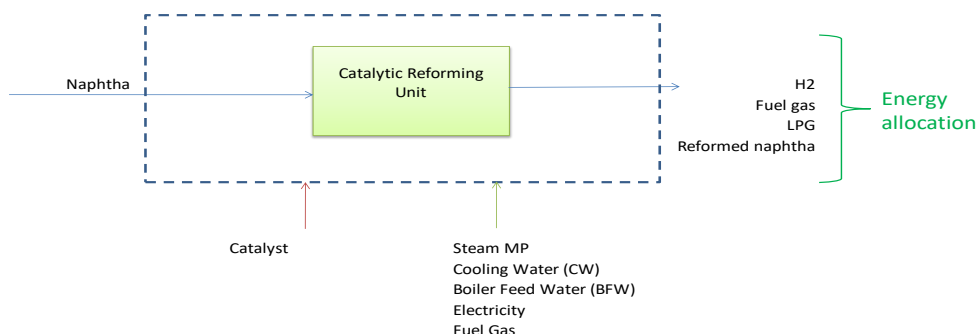 Naphtha
Catalytic Reforming
Unit
H2
Fuel gas
LPG
Reformed naphtha
Energy
allocation
Catalyst
Steam MP
Cooling Water (CW)
Boiler Feed Water (BFW)
Electricity
Fuel Gas